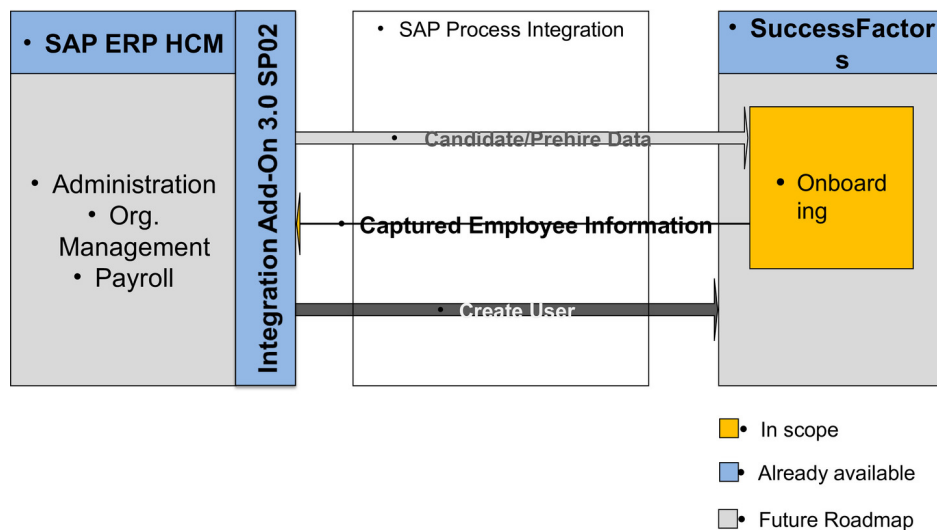 • SAP ERP HCM
Integration Add-On 3.0 SP02
• SAP Process Integration
• SuccessFactor
s
• Candidate/Prehire Data
• Administration
• Org.
Management
• Payroll
• Onboard
ing
• Captured Employee Information
• Create User
• In scope
• Already available
• Future Roadmap